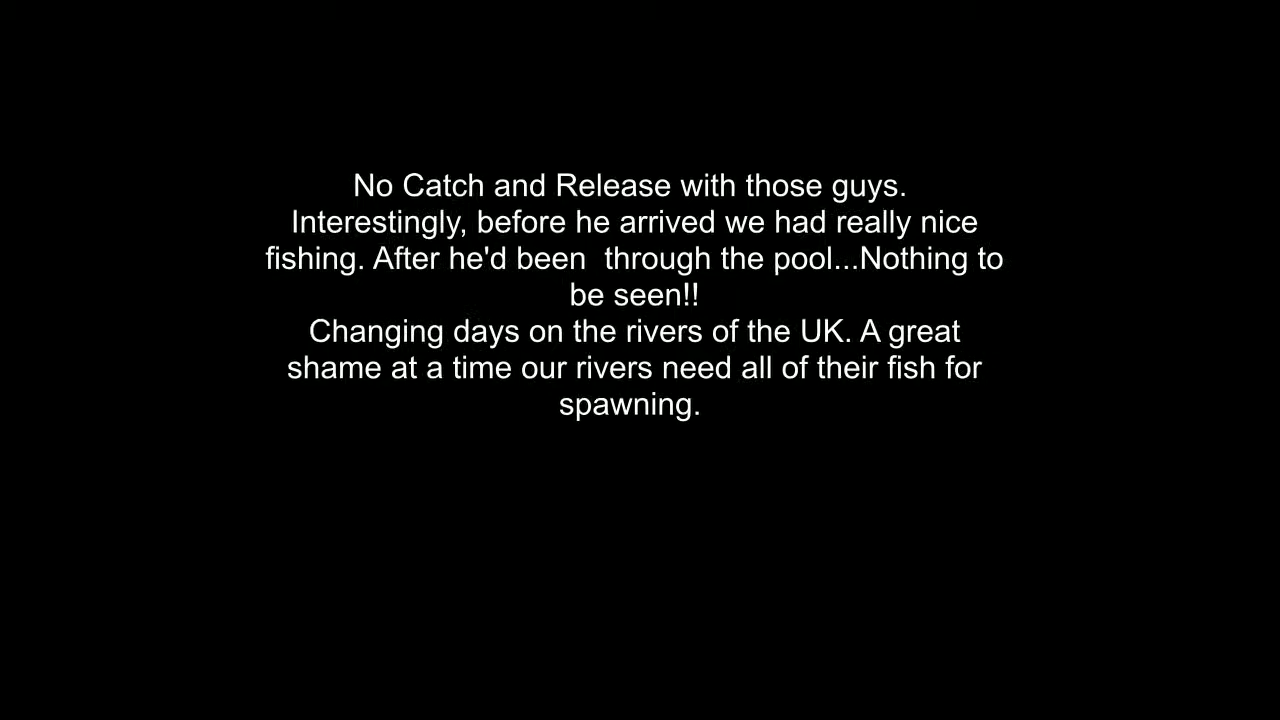 No Catch and Release with those guys.
Interestingly, before he arrived we had really nice
fishing. After he'd been  through the pool...Nothing to
be seen!!
Changing days on the rivers of the UK. A great
shame at a time our rivers need all of their fish for
spawning.